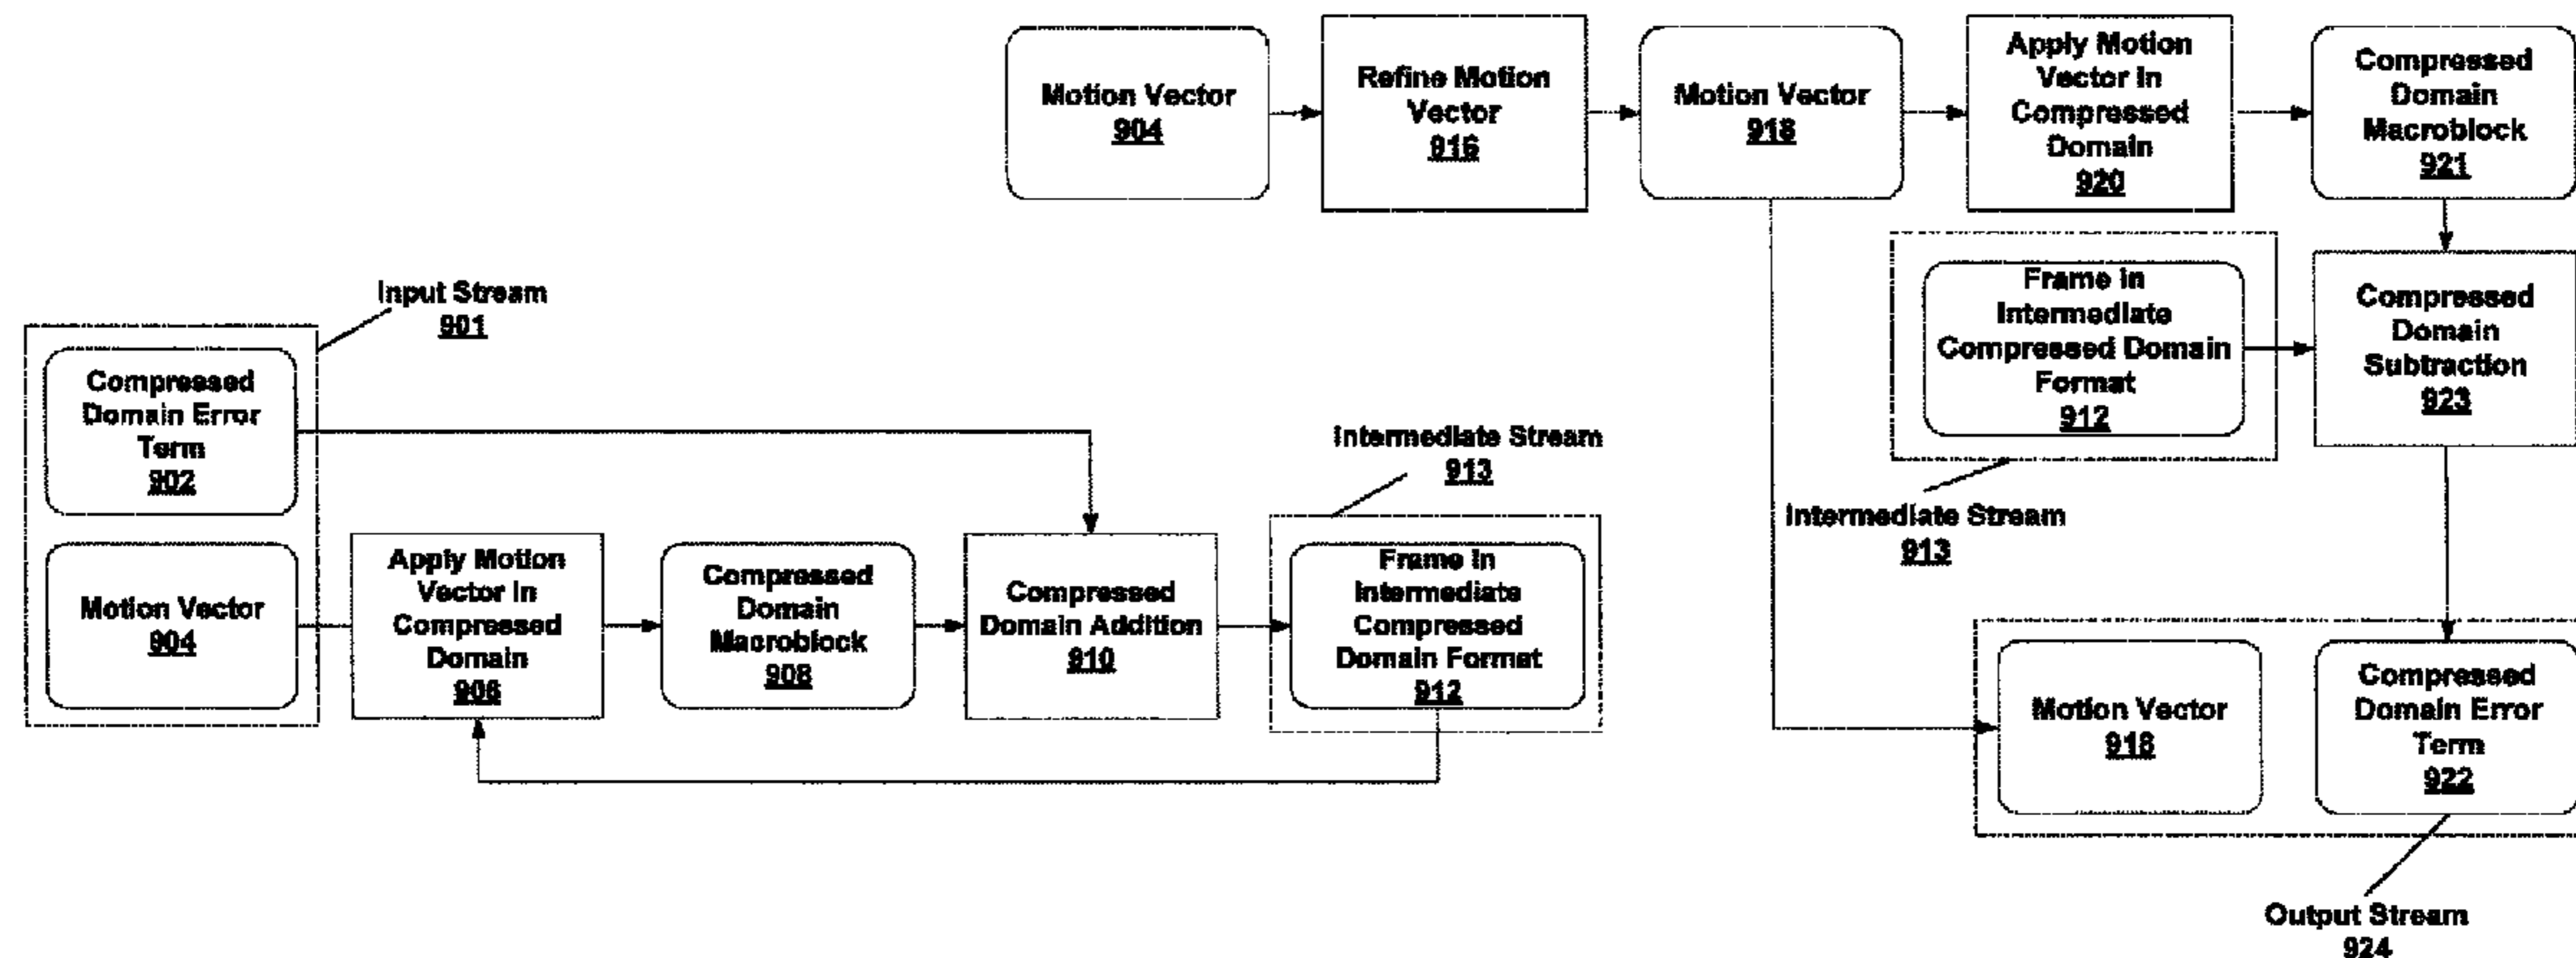 Motion Vector
904
Refine Motion
Vector
916
Motion Vector
918
Apply Motion
Vector in
Compressed
Domain
920
Compressed
Domain
Macroblock
921
Input Stream
901
Compressed
Domain Error
Term
902
Motion Vector
904
Apply Motion
Vector in
Compressed
Domain
906
Compressed
Domain
Macroblock
908
Compressed
Domain Addition
910
Intermediate Stream
913
Frame in
Intermediate
Compressed
Domain Format
912
Frame in
Intermediate
Compressed Domain
Format
912
Intermediate Stream
913
Compressed
Domain
Subtraction
923
Motion Vector
918
Compressed
Domain Error
Term
922
Output Stream
924